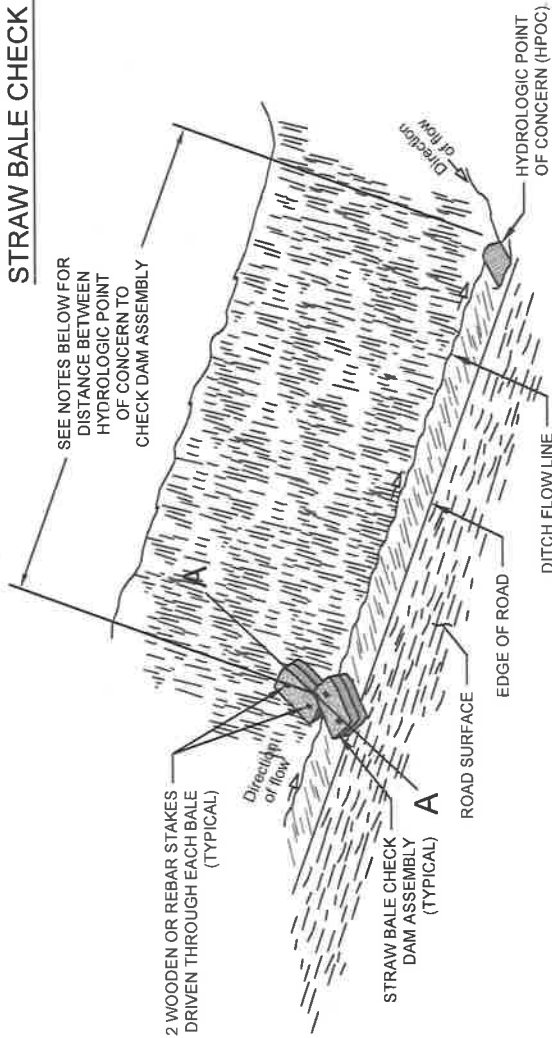 STRAW BALE CHECK
SEE NOTES BELOW FOR
DISTANCE BETWEEN
HYDROLOGIC POINT
OF CONCERN TO
CHECK DAM ASSEMBLY
2 WOODEN OR REBAR STAKES
DRIVEN THROUGH EACH BALE
(TYPICAL)
A
Direction
of flow
Direction
of flow
HYDROLOGIC POINT
OF CONCERN (HPOC)
STRAW BALE CHECK
DAM ASSEMBLY
(TYPICAL)
A
ROAD SURFACE
EDGE OF ROAD
DITCH FLOW LINE